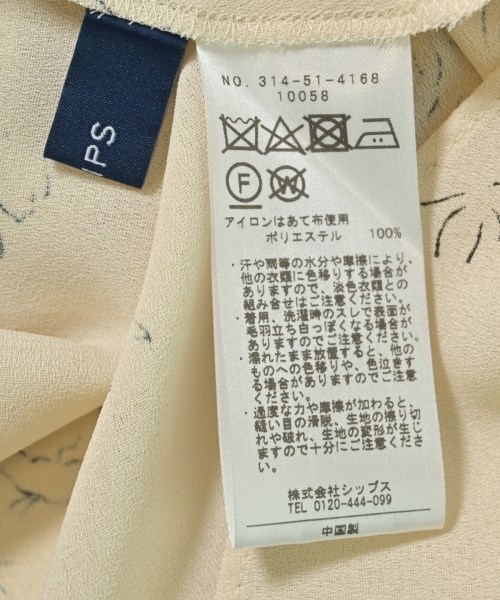 IPS
NO. 314-51-4168
10058
F
W
アイロンはあて布使用
ポリエステル 100%
・汗や雨等の水分や摩擦により、
他の衣類に色移りする場合が
ありますので、淡色衣類との
組み合せはご注意ください。
・着用、洗濯時のスレで表面が
毛羽立ち白っぽくなる場合が
ありますのでご注意ください。
・濡れたまま放置すると、他の
ものへの色移りや、色泣きす
る場合がありますのでご注意
ください。
・過度な力や摩擦が加わると、
縫い目の滑脱、生地の擦り切
れや破れ、生地の変形が生じ
ますので十分にご注意くださ
い。
株式会社シップス
TEL 0120-444-099
中国製